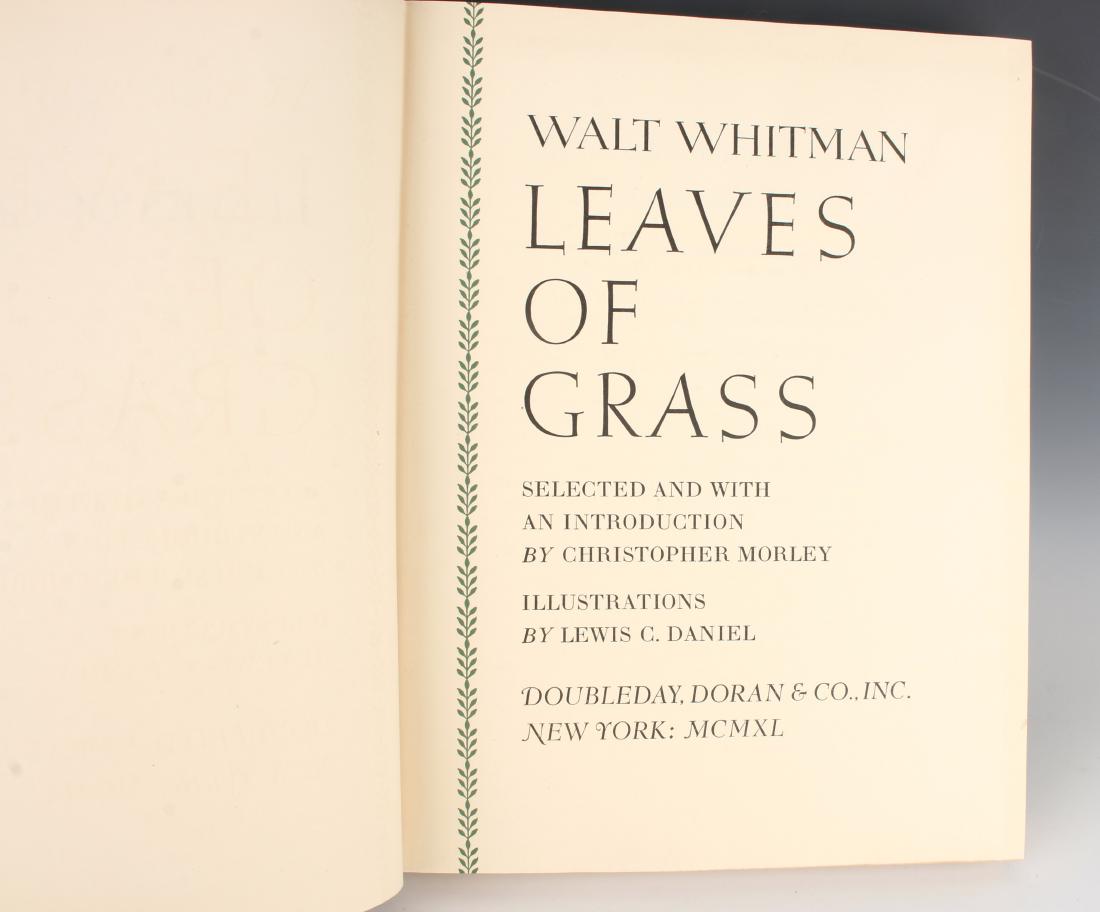 WALT WHITMAN
LEAVES
OF
GRASS
SELECTED AND WITH
AN INTRODUCTION
BY CHRISTOPHER MORLEY
ILLUSTRATIONS
BY LEWIS C. DANIEL
DOUBLEDAY, DORAN & CO., INC.
NEW YORK: MCMXL